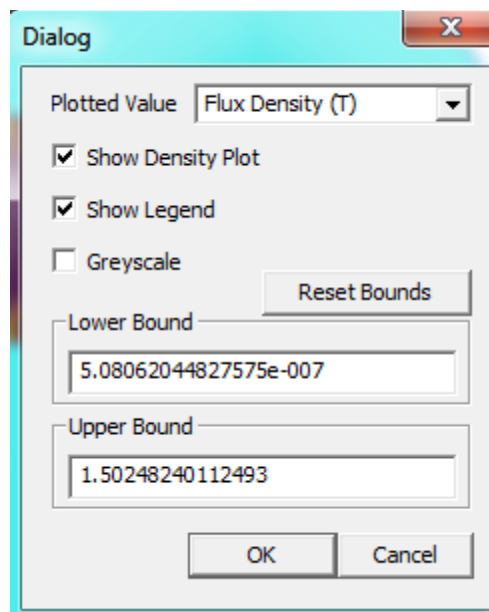 Dialog
Plotted Value Flux Density (T)
Show Density Plot
Show Legend
Greyscale
Reset Bounds
Lower Bound
5.08062044827575e-007
Upper Bound
1.50248240112493
OK Cancel